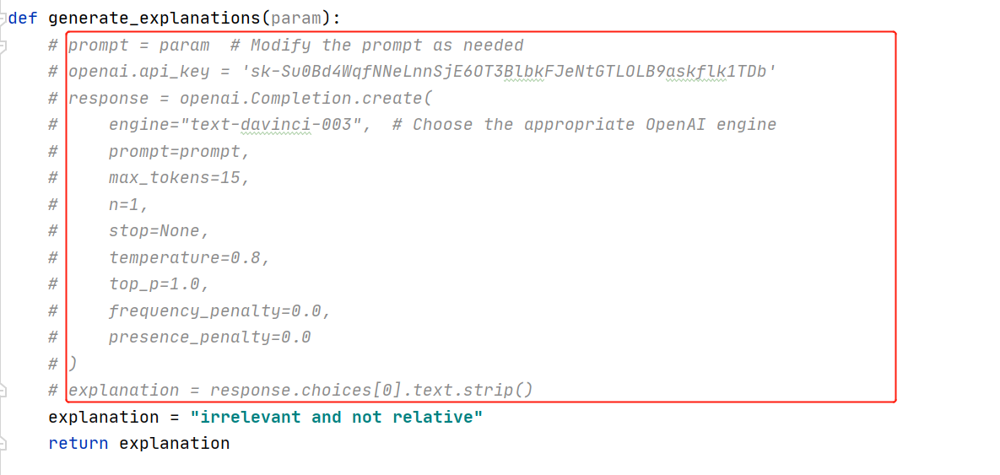 def generate_explanations(param):
# prompt = param # Modify the prompt as needed
# openai.api_key = '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'
# response = openai.Completion.create(
# engine="text-davinci-003", # Choose the appropriate OpenAI engine
# prompt=prompt,
# max_tokens=15,
# n=1,
# stop=None,
# temperature=0.8,
# top_p=1.0,
# frequency_penalty=0.0,
# presence_penalty=0.0
# )
# explanation = response.choices[0].text.strip()
explanation = "irrelevant and not relative"
return explanation